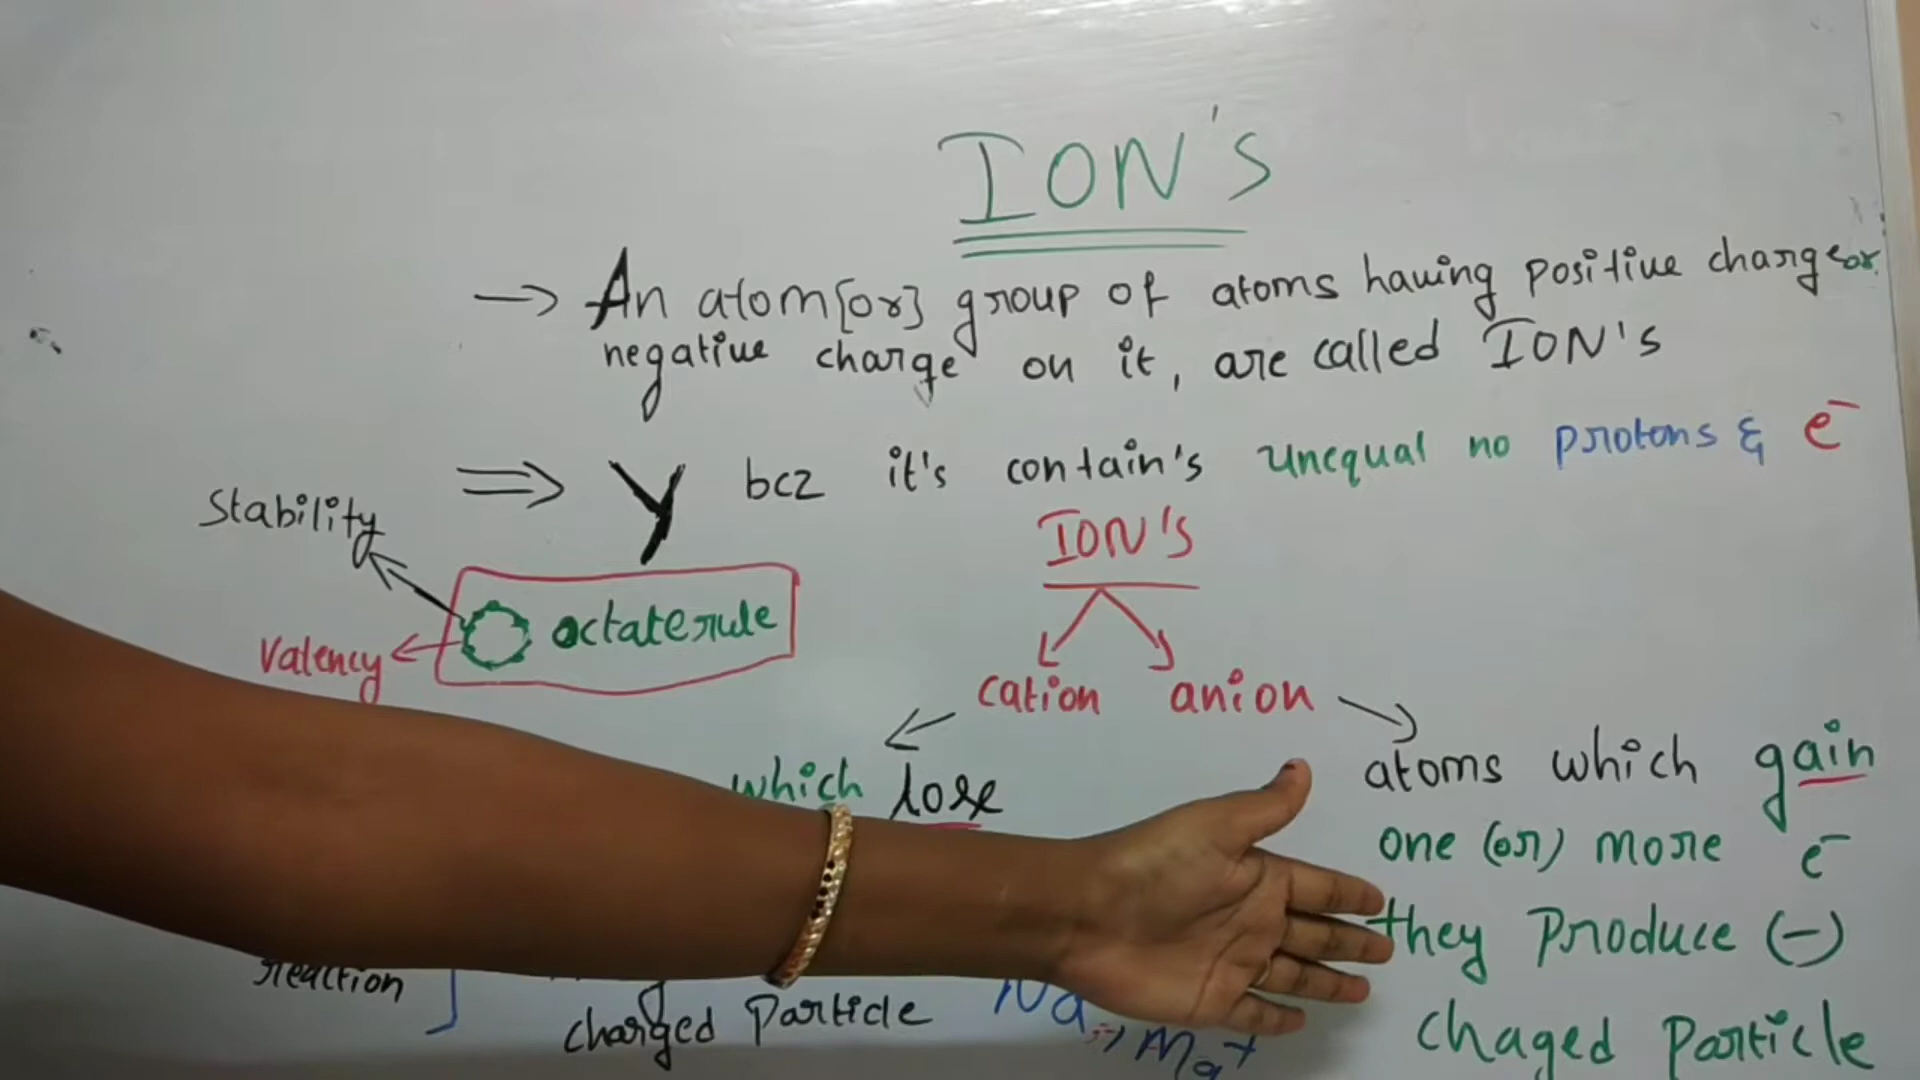 ION's
→ An atom [or] group of atoms having positive charge or
negative charge on it, are called ION's
⇒ Y bcz it's contain's unequal no protons & e⁻
Stability
ION's
octate rule
Valency
cation anion
which lose
atoms which gain
one (or) more e⁻
they produce (-)
chaged particle
reaction
charged particle
Na